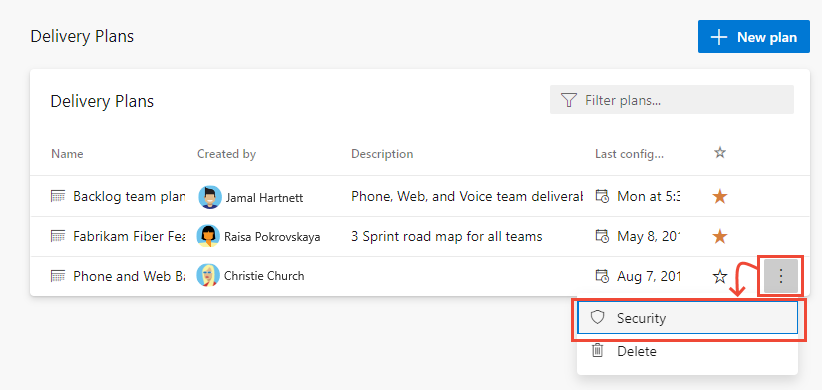 Delivery Plans
New plan
Delivery Plans
Filter plans...
Name Created by Description Last config...
Backlog team plan Jamal Hartnett Phone, Web, and Voice team deliverab Mon at 5:3
Fabrikam Fiber Fea Raisa Pokrovskaya 3 Sprint road map for all teams May 8, 201
Phone and Web Ba Christie Church Aug 7, 201
Security
Delete